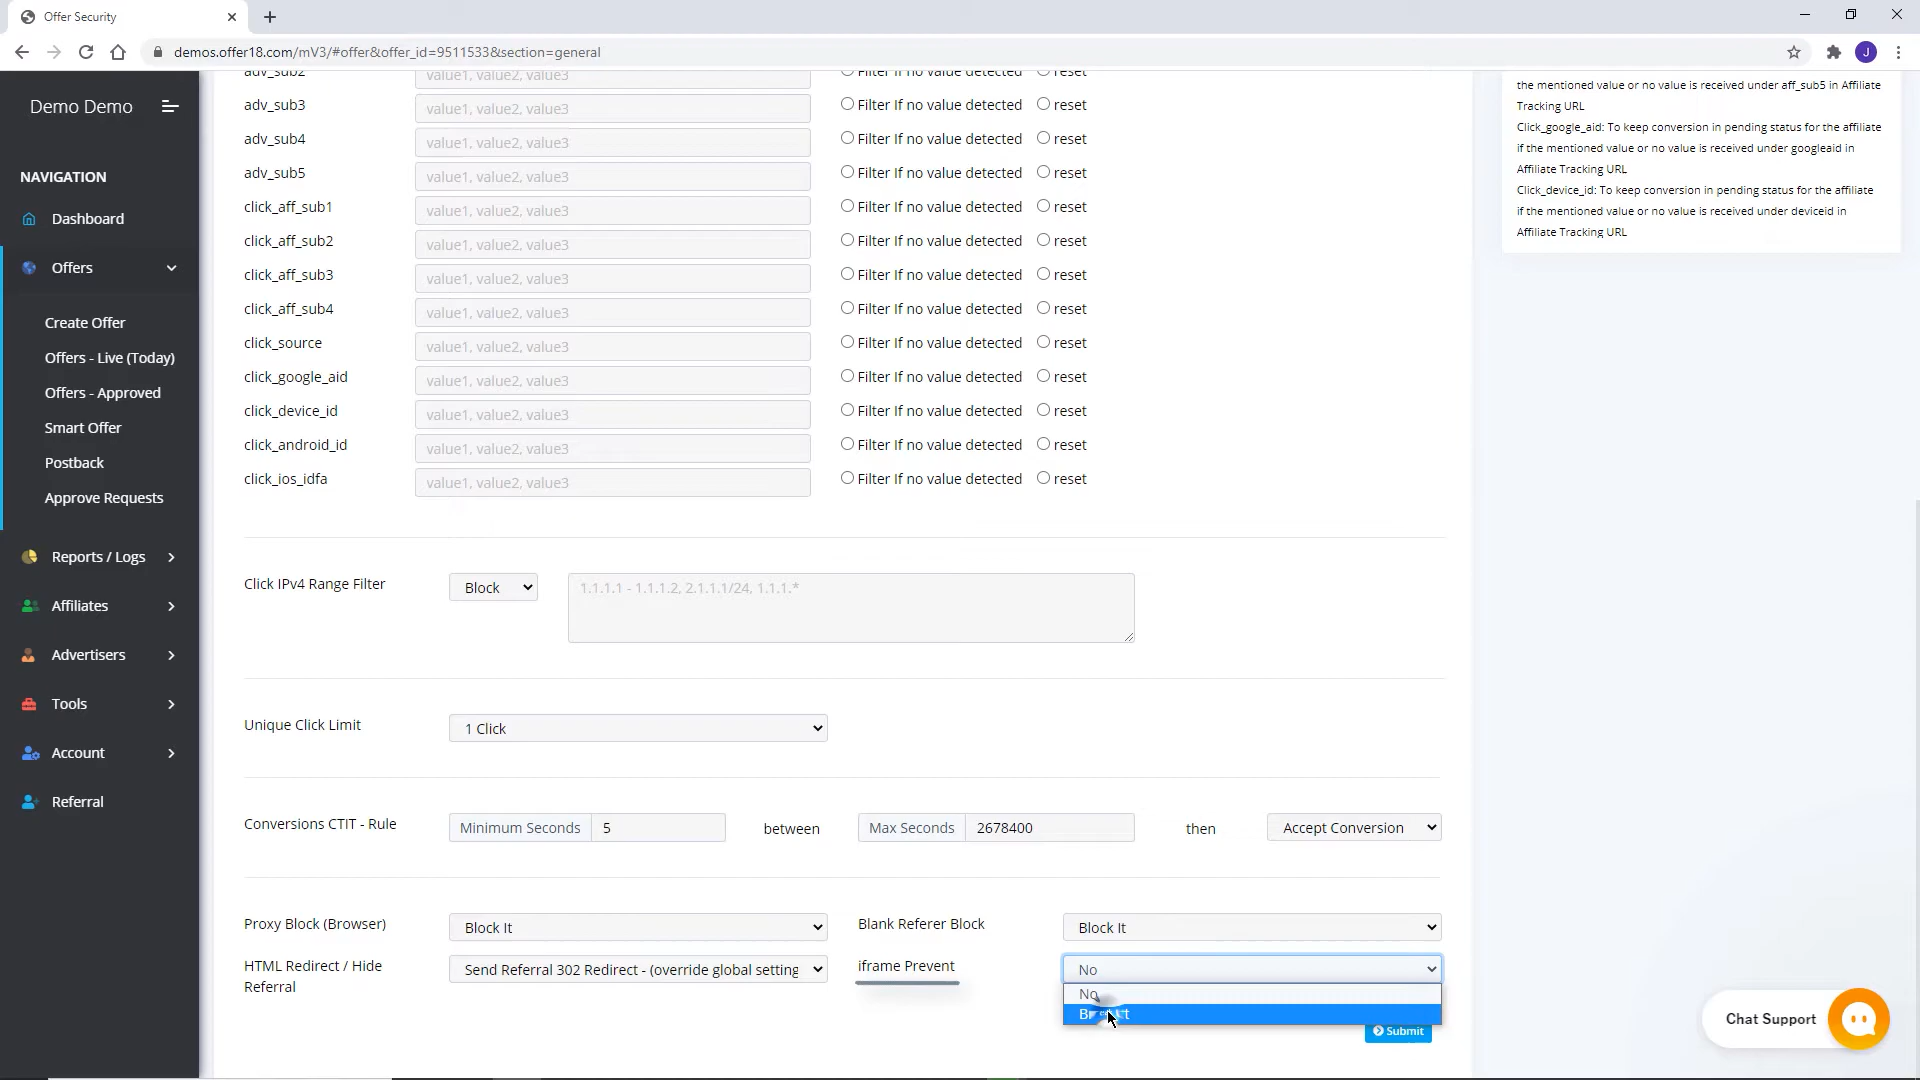 Offer Security
demos.offer18.com/mV3/#offer&offer_id=9511533&section=general
J
Demo Demo
NAVIGATION
Dashboard
Offers
Create Offer
Offers - Live (Today)
Offers - Approved
Smart Offer
Postback
Approve Requests
Reports / Logs
Affiliates
Advertisers
Tools
Account
Referral
adv_sub2 value1, value2, value3 Filter If no value detected reset
adv_sub3 value1, value2, value3 Filter If no value detected reset
adv_sub4 value1, value2, value3 Filter If no value detected reset
adv_sub5 value1, value2, value3 Filter If no value detected reset
click_aff_sub1 value1, value2, value3 Filter If no value detected reset
click_aff_sub2 value1, value2, value3 Filter If no value detected reset
click_aff_sub3 value1, value2, value3 Filter If no value detected reset
click_aff_sub4 value1, value2, value3 Filter If no value detected reset
click_source value1, value2, value3 Filter If no value detected reset
click_google_aid value1, value2, value3 Filter If no value detected reset
click_device_id value1, value2, value3 Filter If no value detected reset
click_android_id value1, value2, value3 Filter If no value detected reset
click_ios_idfa value1, value2, value3 Filter If no value detected reset
Click IPv4 Range Filter Block 1.1.1.1 - 1.1.1.2, 2.1.1.1/24, 1.1.1.*
Unique Click Limit 1 Click
Conversions CTIT - Rule Minimum Seconds 5 between Max Seconds 2678400 then Accept Conversion
Proxy Block (Browser) Block It Blank Referer Block Block It
HTML Redirect / Hide Referral Send Referral 302 Redirect - (override global setting iframe Prevent No
No
Submit
the mentioned value or no value is received under aff_sub5 in Affiliate
Tracking URL
Click_google_aid: To keep conversion in pending status for the affiliate
if the mentioned value or no value is received under googleaid in
Affiliate Tracking URL
Click_device_id: To keep conversion in pending status for the affiliate
if the mentioned value or no value is received under deviceid in
Affiliate Tracking URL
Chat Support